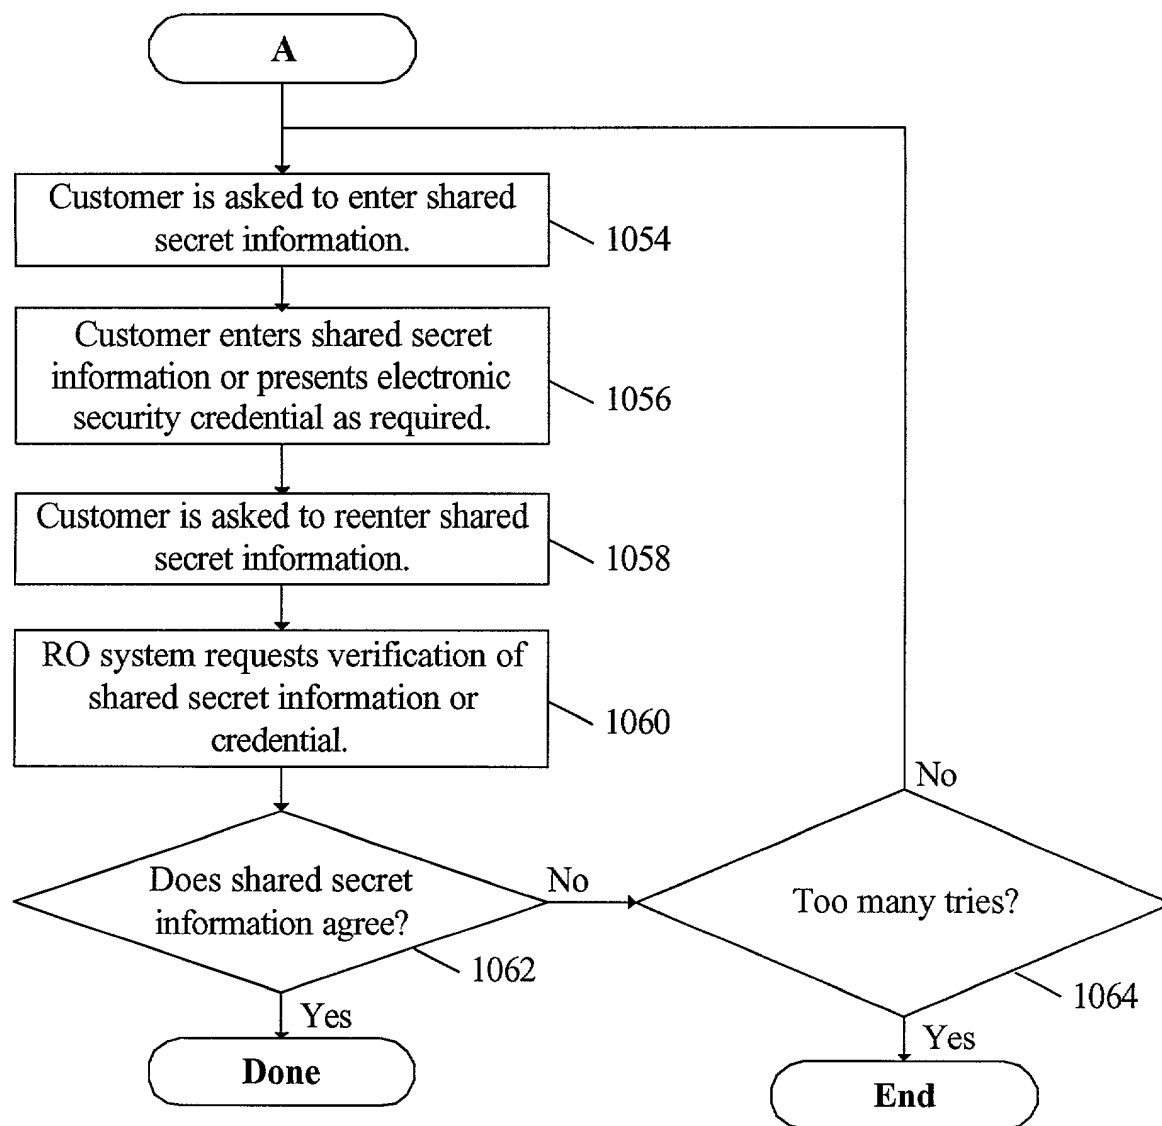 A
Customer is asked to enter shared
secret information.
1054
Customer enters shared secret
information or presents electronic
security credential as required.
1056
Customer is asked to reenter shared
secret information.
1058
RO system requests verification of
shared secret information or
credential.
1060
No
Does shared secret
information agree?
No
Too many tries?
1062
1064
Yes
Yes
Done
End